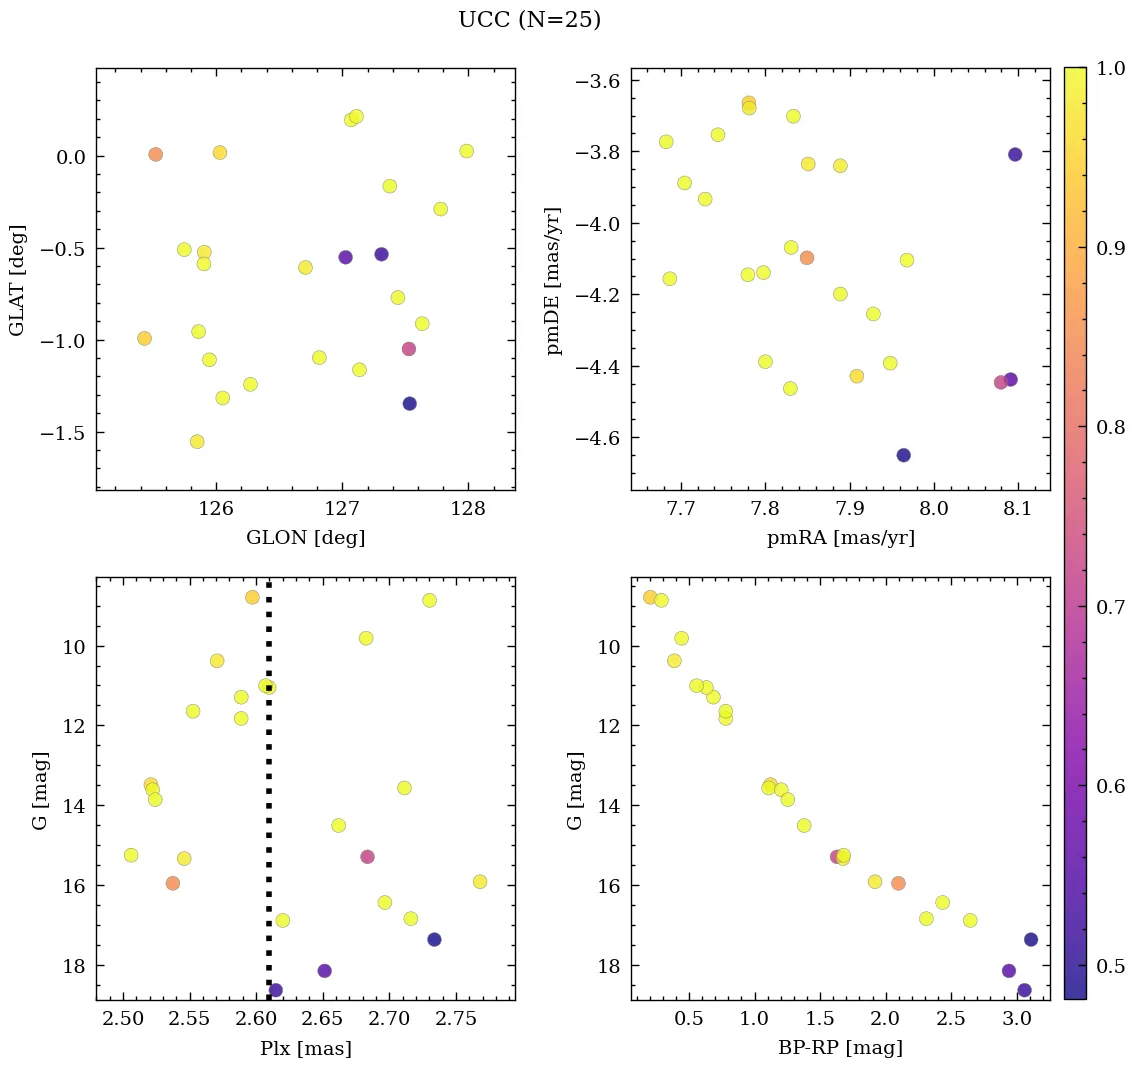 UCC (N=25)
0.0
−0.5
−1.0
−1.5
GLAT [deg]
126 127 128
GLON [deg]
−3.6
−3.8
−4.0
−4.2
−4.4
−4.6
pmDE [mas/yr]
7.7 7.8 7.9 8.0 8.1
pmRA [mas/yr]
10
12
14
16
18
G [mag]
2.50 2.55 2.60 2.65 2.70 2.75
Plx [mas]
10
12
14
16
18
G [mag]
0.5 1.0 1.5 2.0 2.5 3.0
BP-RP [mag]
1.0
0.9
0.8
0.7
0.6
0.5